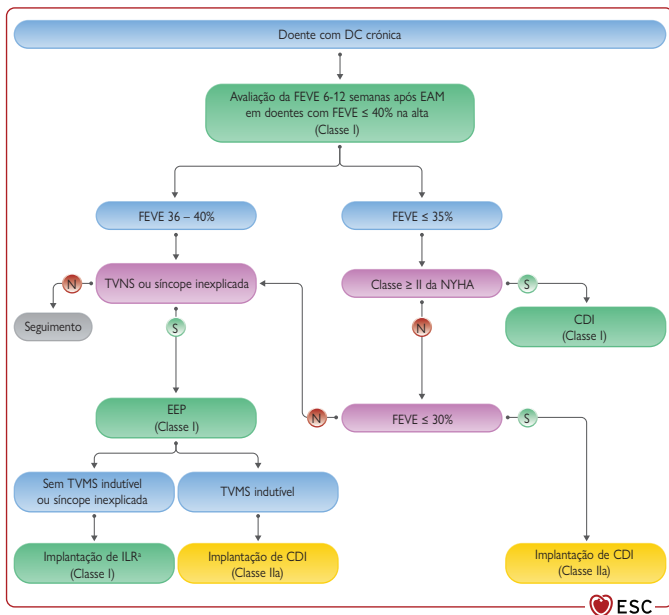 Doente com DC crónica
Avaliação da FEVE 6-12 semanas após EAM
em doentes com FEVE ≤ 40% na alta
(Classe I)
FEVE 36 – 40%
FEVE ≤ 35%
N
TVNS ou síncope inexplicada
Classe ≥ II da NYHA
S
Seguimento
S
N
CDI
(Classe I)
EEP
(Classe I)
N
FEVE ≤ 30%
S
Sem TVMS indutível
ou síncope inexplicada
TVMS indutível
Implantação de ILRª
(Classe I)
Implantação de CDI
(Classe IIa)
Implantação de CDI
(Classe IIa)
ESC